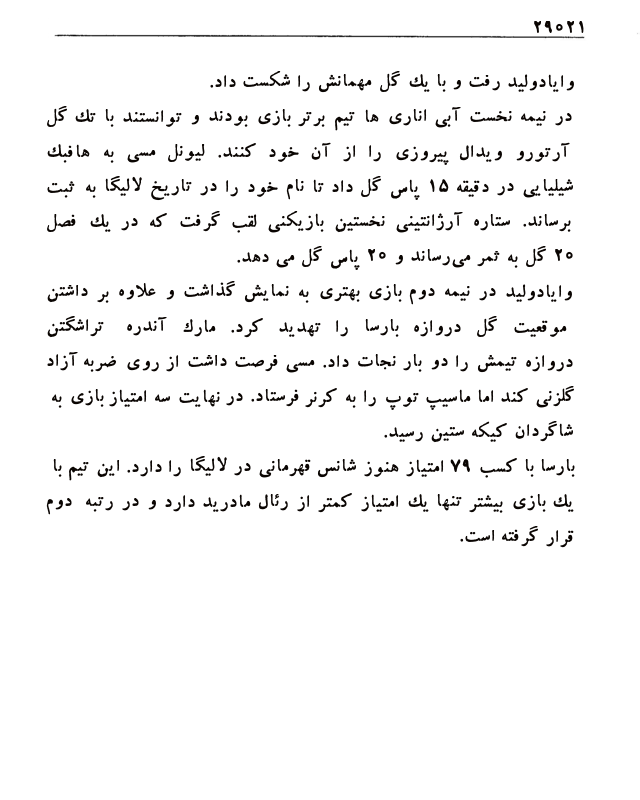 ۲۹۰۲۱
وایادولید رفت و با یك گل مهمانش را شکست داد.
در نیمه نخست آبی اناری ها تیم برتر بازی بودند و توانستند با تك گل
آرتورو ویدال پیروزی را از آن خود کنند. لیونل مسی به هافبك
شیلیایی در دقیقه ۱۵ پاس گل داد تا نام خود را در تاریخ لالیگا به ثبت
برساند. ستاره آرژانتینی نخستین بازیکنی لقب گرفت که در یك فصل
۲۰ گل به ثمر می‌رساند و ۲۰ پاس گل می دهد.
وایادولید در نیمه دوم بازی بهتری به نمایش گذاشت و علاوه بر داشتن
موقعیت گل دروازه بارسا را تهدید کرد. مارك آندره تراشگتن
دروازه تیمش را دو بار نجات داد. مسی فرصت داشت از روی ضربه آزاد
گلزنی کند اما ماسیپ توپ را به کرنر فرستاد. در نهایت سه امتیاز بازی به
شاگردان کیکه ستین رسید.
بارسا با کسب ۷۹ امتیاز هنوز شانس قهرمانی در لالیگا را دارد. این تیم با
یك بازی بیشتر تنها یك امتیاز کمتر از رئال مادرید دارد و در رتبه دوم
قرار گرفته است.